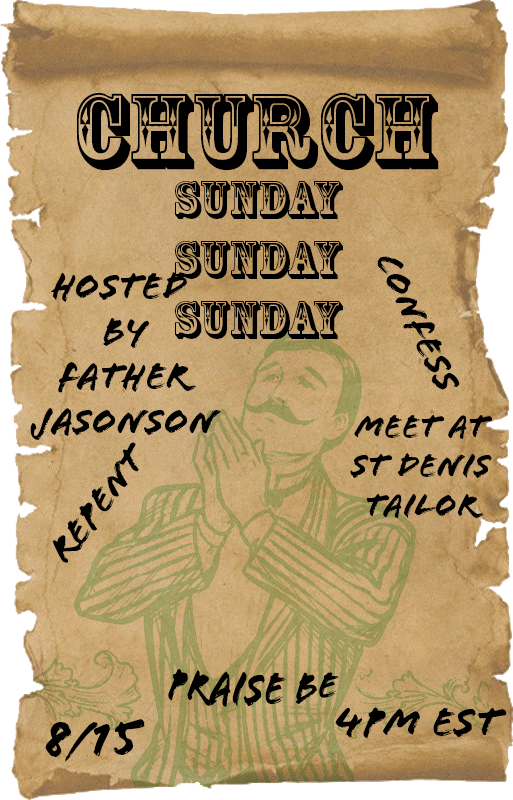 CHURCH
SUNDAY
SUNDAY
SUNDAY
HOSTED
BY
FATHER
JASONSON
CONFESS
REPENT
MEET AT
ST DENIS
TAILOR
PRAISE BE
8/15
4PM EST